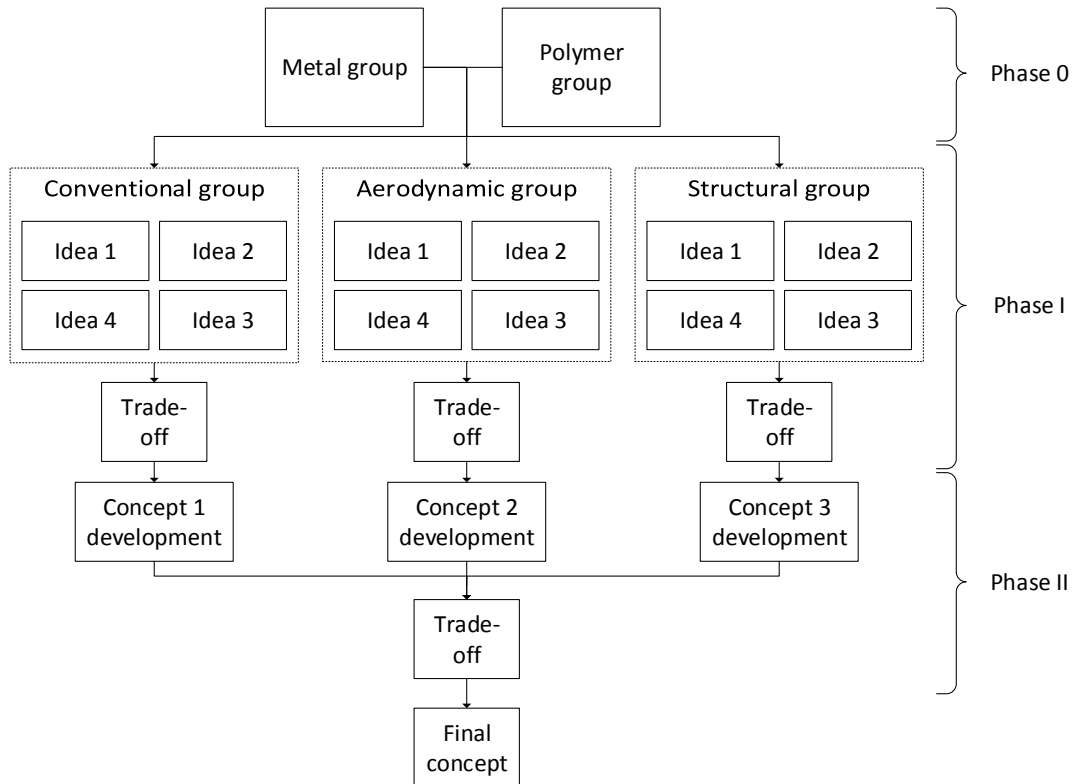 Metal group
Polymer
group
Phase 0
Conventional group
Aerodynamic group
Structural group
Idea 1
Idea 2
Idea 1
Idea 2
Idea 1
Idea 2
Idea 4
Idea 3
Idea 4
Idea 3
Idea 4
Idea 3
Phase I
Trade-
off
Trade-
off
Trade-
off
Concept 1
development
Concept 2
development
Concept 3
development
Phase II
Trade-
off
Final
concept